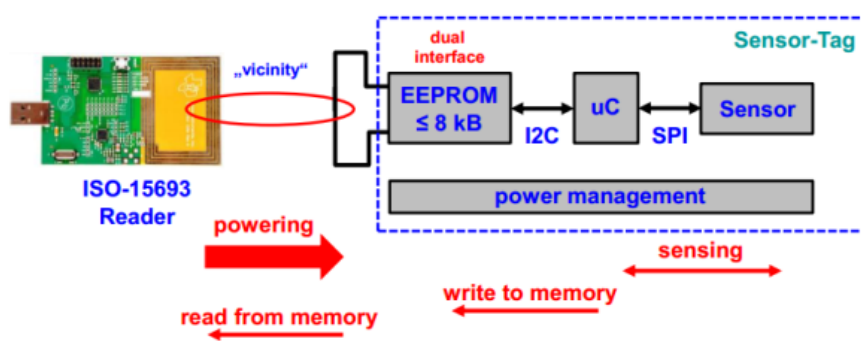 dual
interface
Sensor-Tag
„vicinity“
EEPROM
≤ 8 kB
I2C
uC
SPI
Sensor
ISO-15693
Reader
power management
powering
sensing
write to memory
read from memory